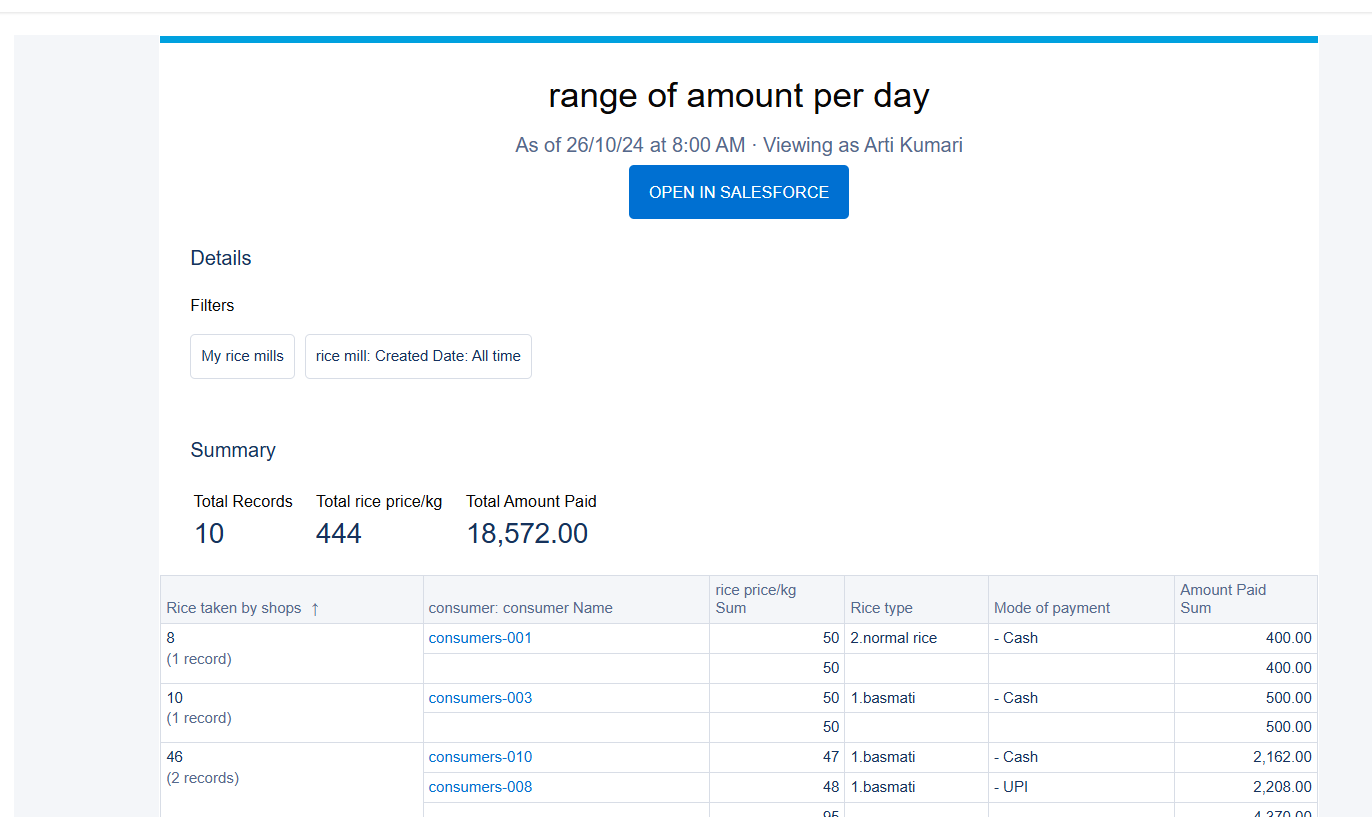 range of amount per day
As of 26/10/24 at 8:00 AM · Viewing as Arti Kumari
OPEN IN SALESFORCE
Details
Filters
My rice mills rice mill: Created Date: All time
Summary
Total Records Total rice price/kg Total Amount Paid
10 444 18,572.00
Rice taken by shops ↑ consumer: consumer Name rice price/kg Sum Rice type Mode of payment Amount Paid Sum
8 consumers-001 50 2.normal rice - Cash 400.00
(1 record) 50 400.00
10 consumers-003 50 1.basmati - Cash 500.00
(1 record) 50 500.00
46 consumers-010 47 1.basmati - Cash 2,162.00
(2 records) consumers-008 48 1.basmati - UPI 2,208.00
95 4,370.00